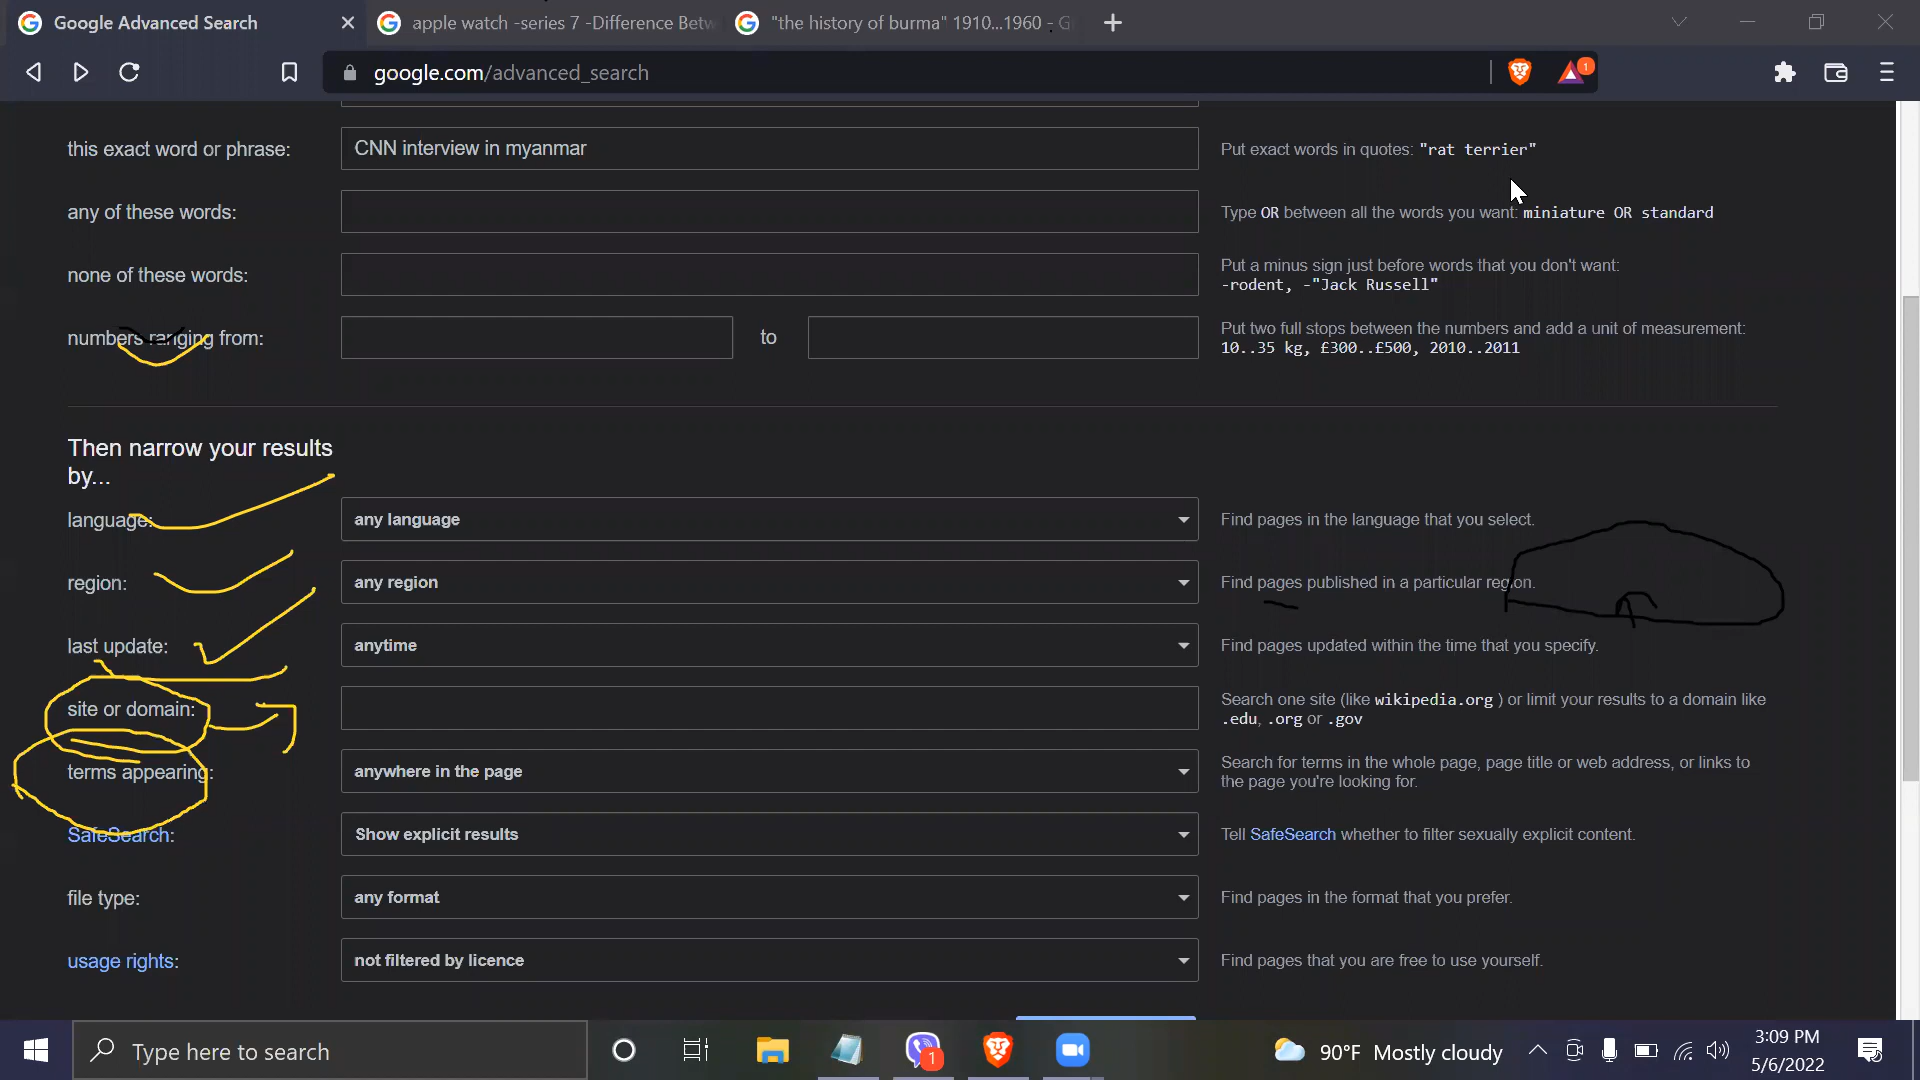 Google Advanced Search
apple watch -series 7 -Difference Betw
"the history of burma" 1910...1960 - G
google.com/advanced_search
1
this exact word or phrase:
CNN interview in myanmar
Put exact words in quotes: "rat terrier"
any of these words:
Type OR between all the words you want: miniature OR standard
none of these words:
Put a minus sign just before words that you don't want:
-rodent, -"Jack Russell"
numbers ranging from:
to
Put two full stops between the numbers and add a unit of measurement:
10..35 kg, £300..£500, 2010..2011
Then narrow your results
by...
language:
any language
Find pages in the language that you select.
region:
any region
Find pages published in a particular region.
last update:
anytime
Find pages updated within the time that you specify.
site or domain:
Search one site (like wikipedia.org ) or limit your results to a domain like
.edu, .org or .gov
terms appearing:
anywhere in the page
Search for terms in the whole page, page title or web address, or links to
the page you're looking for.
SafeSearch:
Show explicit results
Tell SafeSearch whether to filter sexually explicit content.
file type:
any format
Find pages in the format that you prefer.
usage rights:
not filtered by licence
Find pages that you are free to use yourself.
Type here to search
1
90°F Mostly cloudy
3:09 PM
5/6/2022